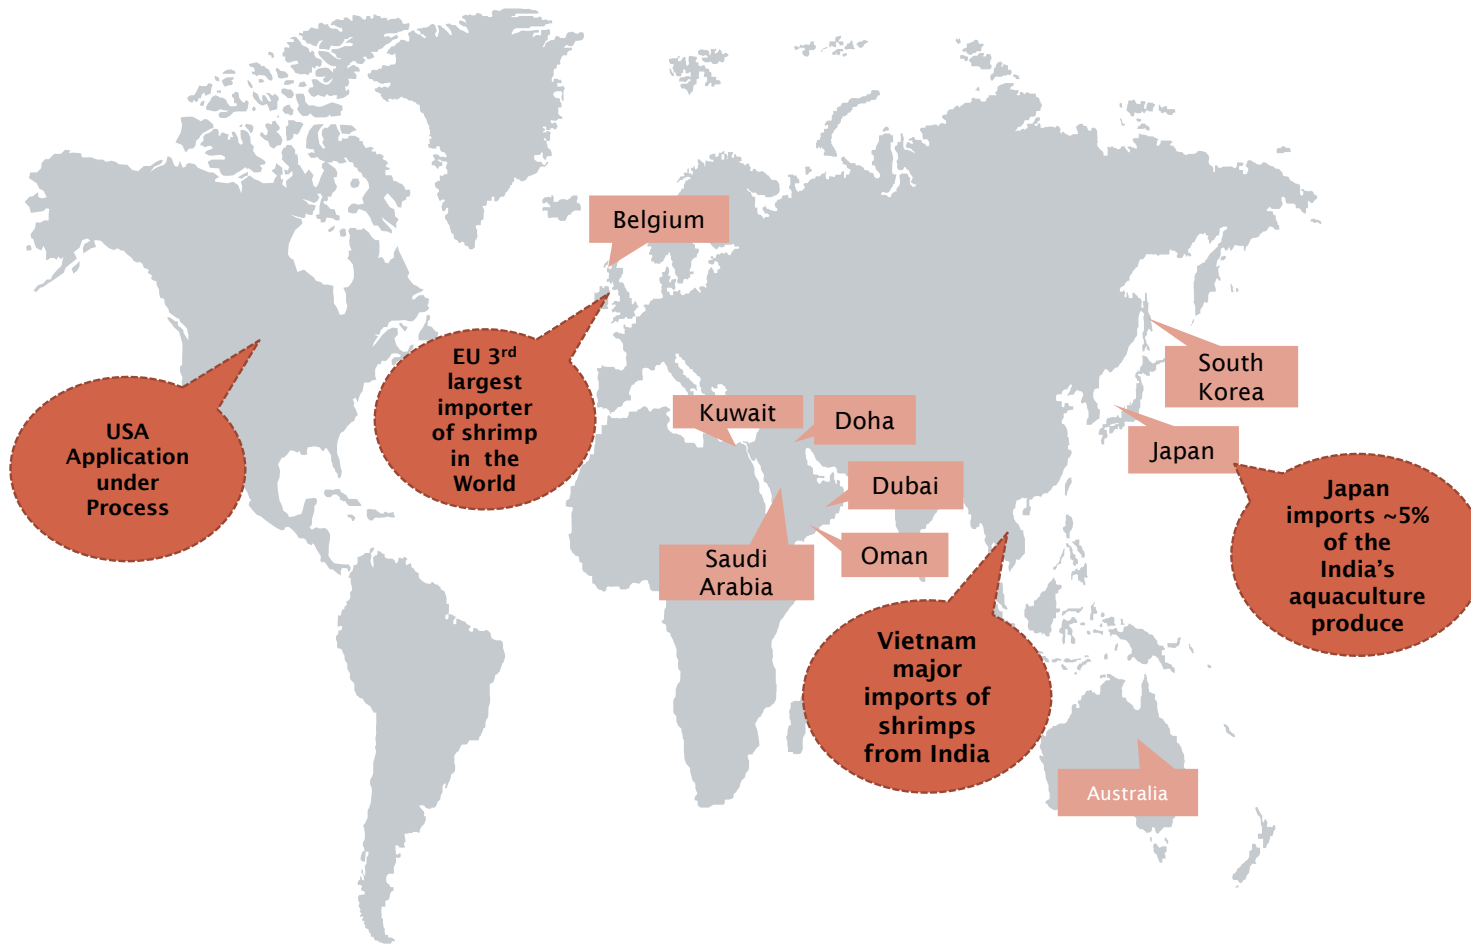 Belgium
EU 3rd
largest
importer
of shrimp
in the
World
USA
Application
under
Process
South
Korea
Kuwait
Doha
Japan
Dubai
Saudi
Arabia
Oman
Japan
imports ~5%
of the
India's
aquaculture
produce
Vietnam
major
imports of
shrimps
from India
Australia